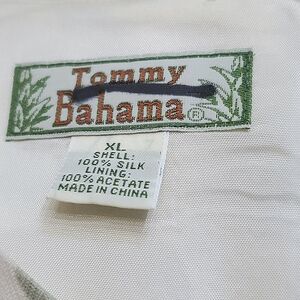 Tommy
Bahama®
XL
SHELL:
100% SILK
LINING:
100% ACETATE
MADE IN CHINA